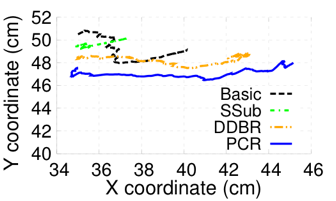 52
50
48
46
44
42
40
Y coordinate (cm)
Basic
SSub
DDBR
PCR
34 36 38 40 42 44 46
X coordinate (cm)